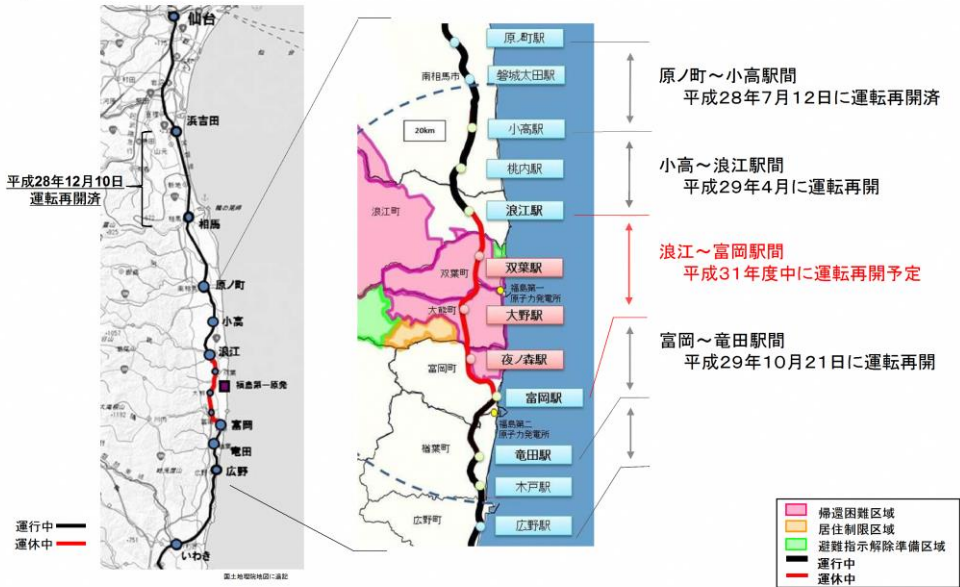 仙台
浜吉田
平成28年12月10日
運転再開済
相馬
原ノ町
小高
浪江
福島第一原発
富岡
竜田
広野
いわき
運行中
運休中
国土地理院地図に追記
原ノ町駅
南相馬市
磐城太田駅
20km
小高駅
桃内駅
浪江町
浪江駅
双葉町
双葉駅
福島第一
原子力発電所
大熊町
大野駅
夜ノ森駅
富岡町
富岡駅
福島第二
原子力発電所
楢葉町
竜田駅
木戸駅
広野町
広野駅
原ノ町~小高駅間
平成28年7月12日に運転再開済
小高~浪江駅間
平成29年4月に運転再開
浪江~富岡駅間
平成31年度中に運転再開予定
富岡~竜田駅間
平成29年10月21日に運転再開
帰還困難区域
居住制限区域
避難指示解除準備区域
運行中
運休中